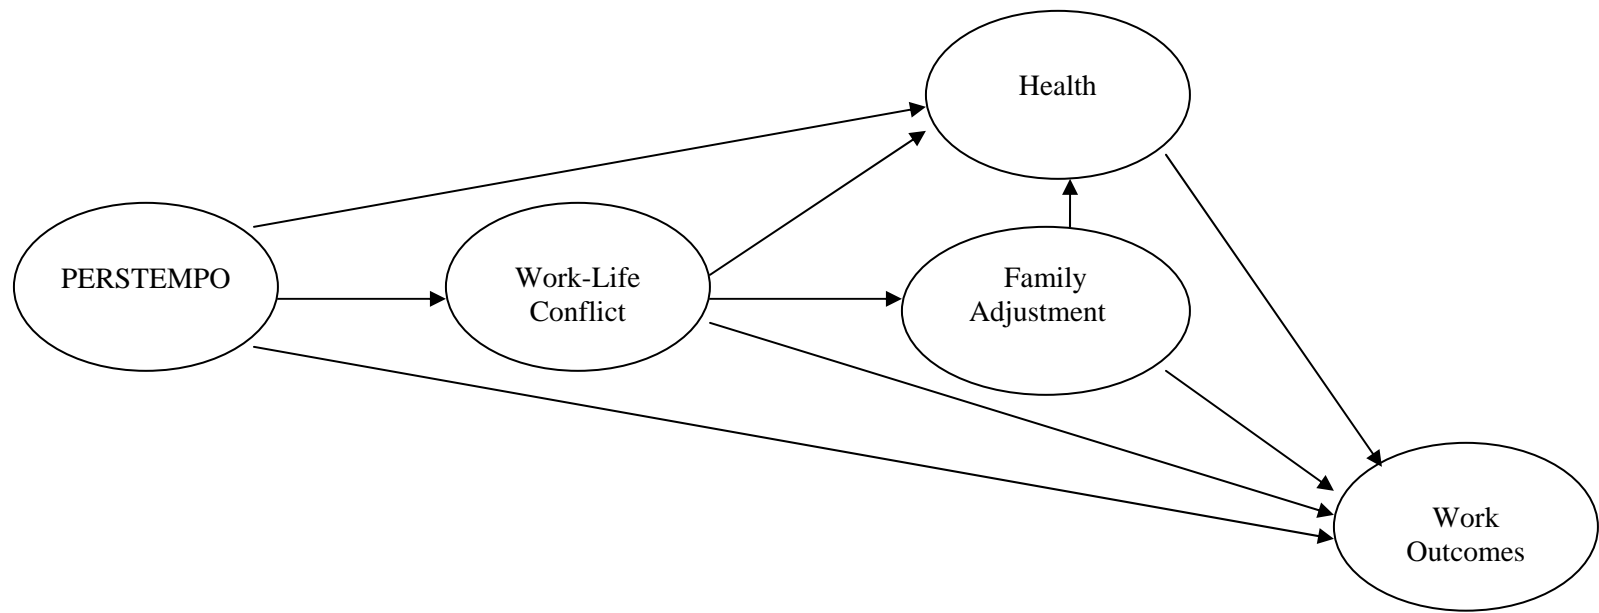 Health
PERSTEMPO
Work-Life
Conflict
Family
Adjustment
Work
Outcomes